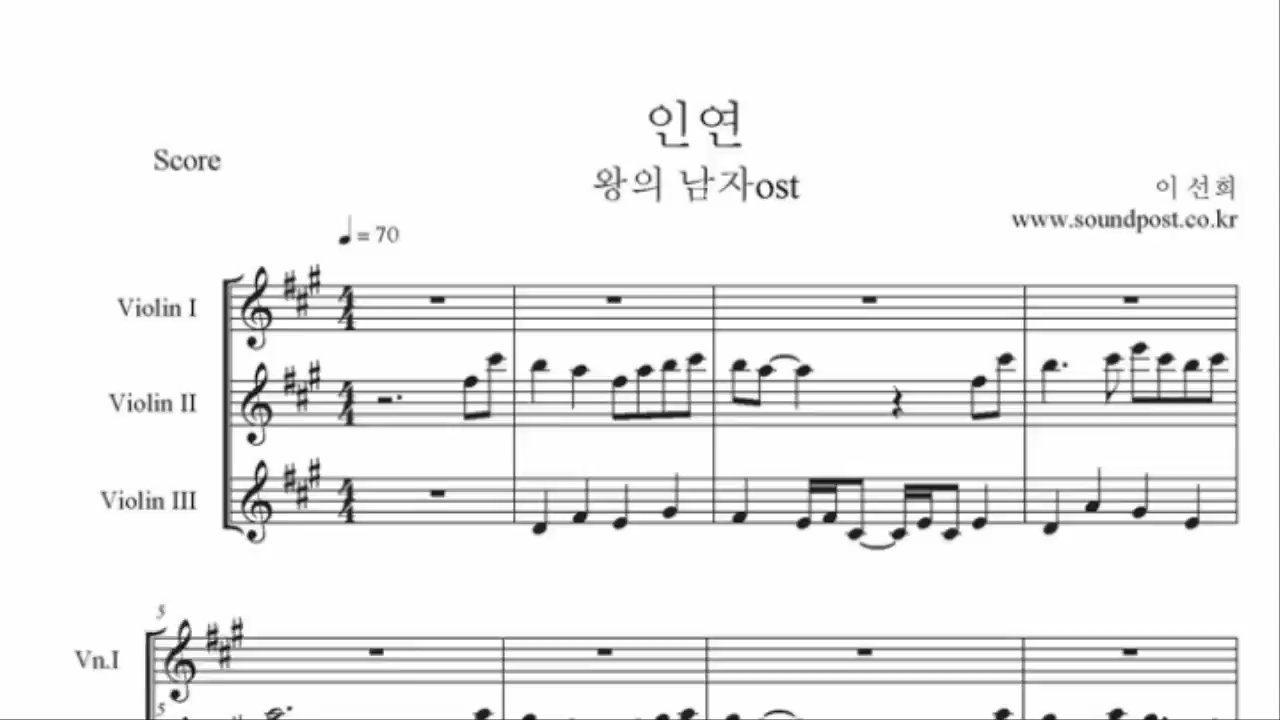 인연
Score
왕의 남자ost
이 선희
www.soundpost.co.kr
= 70
Violin I
Violin II
Violin III
5
Vn.I
5